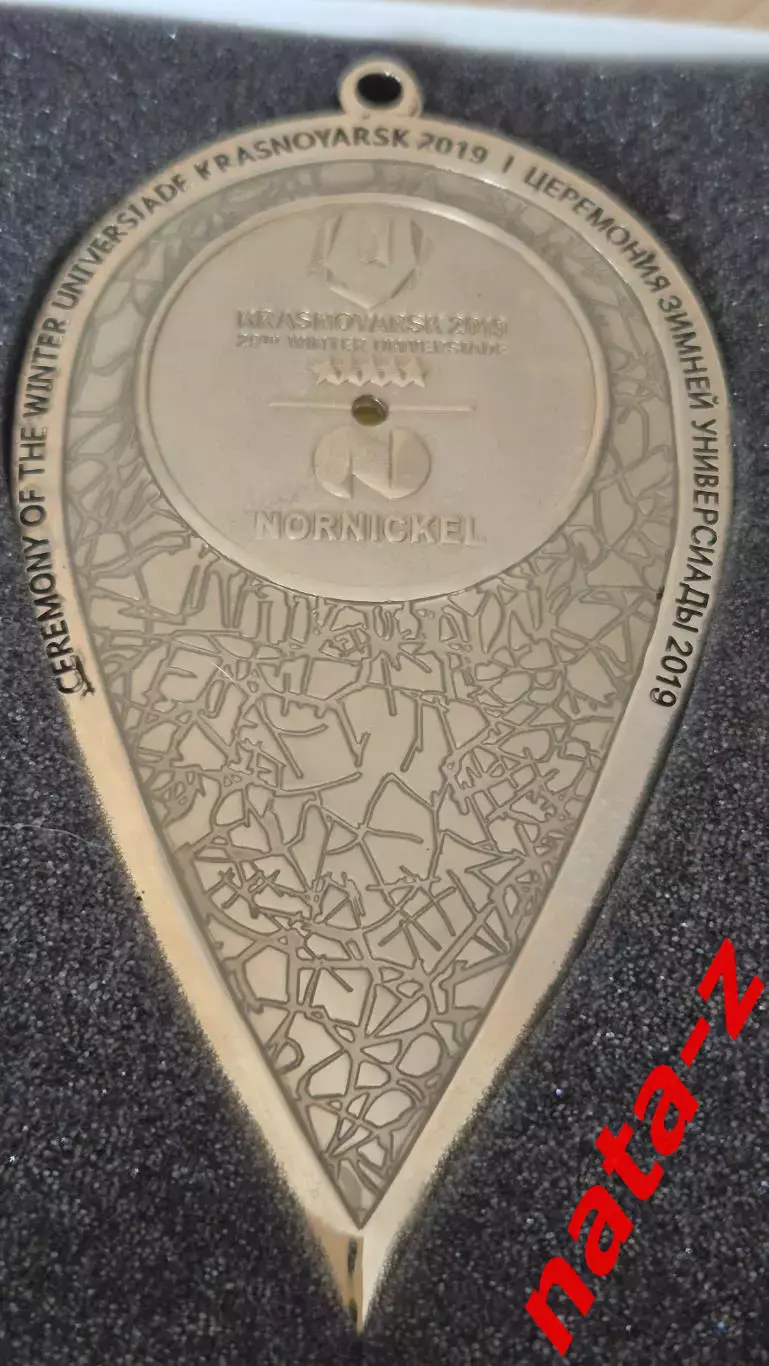 CEREMONY OF THE WINTER UNIVERSIADE KRASNOYARSK 2019 | ЦЕРЕМОНИЯ ЗИМНЕЙ УНИВЕРСИАДЫ 2019
KRASNOYARSK 2019
29TH WINTER UNIVERSIADE
NORNICKEL
nata-z